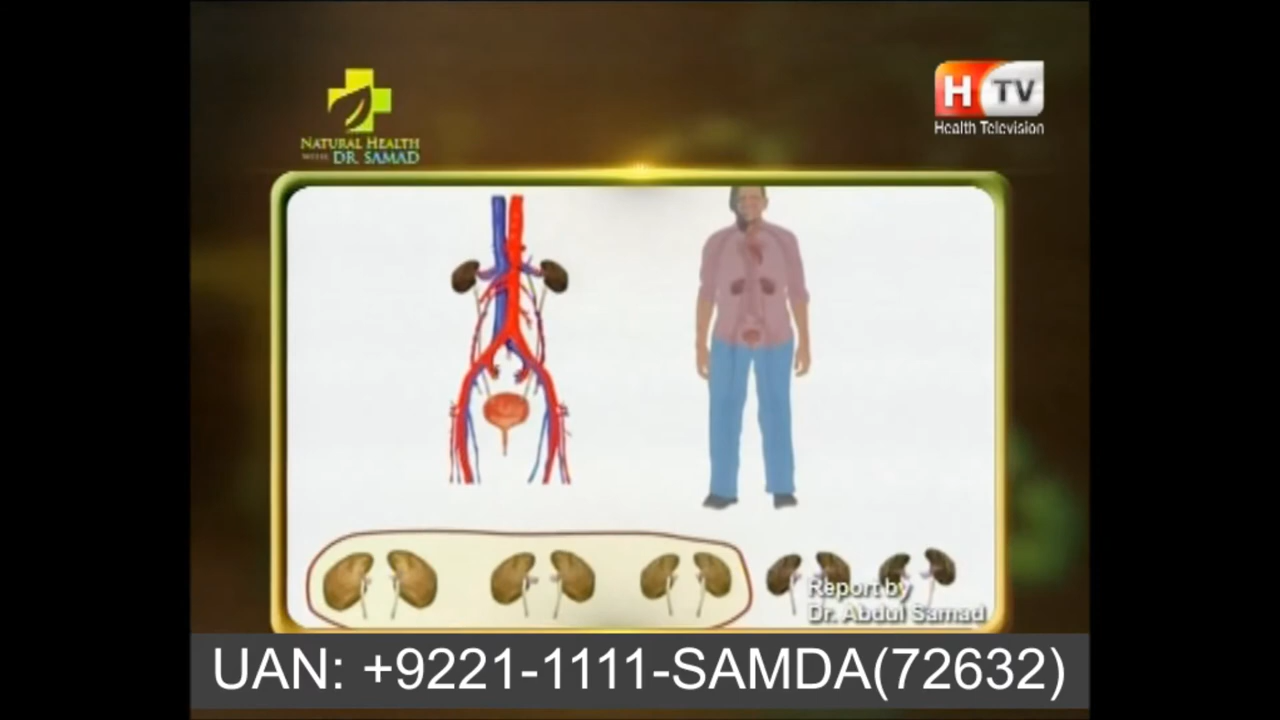 NATURAL HEALTH
WITH DR. SAMAD
H TV
Health Television
Report by
Dr. Abdul Samad
UAN: +9221-1111-SAMDA(72632)